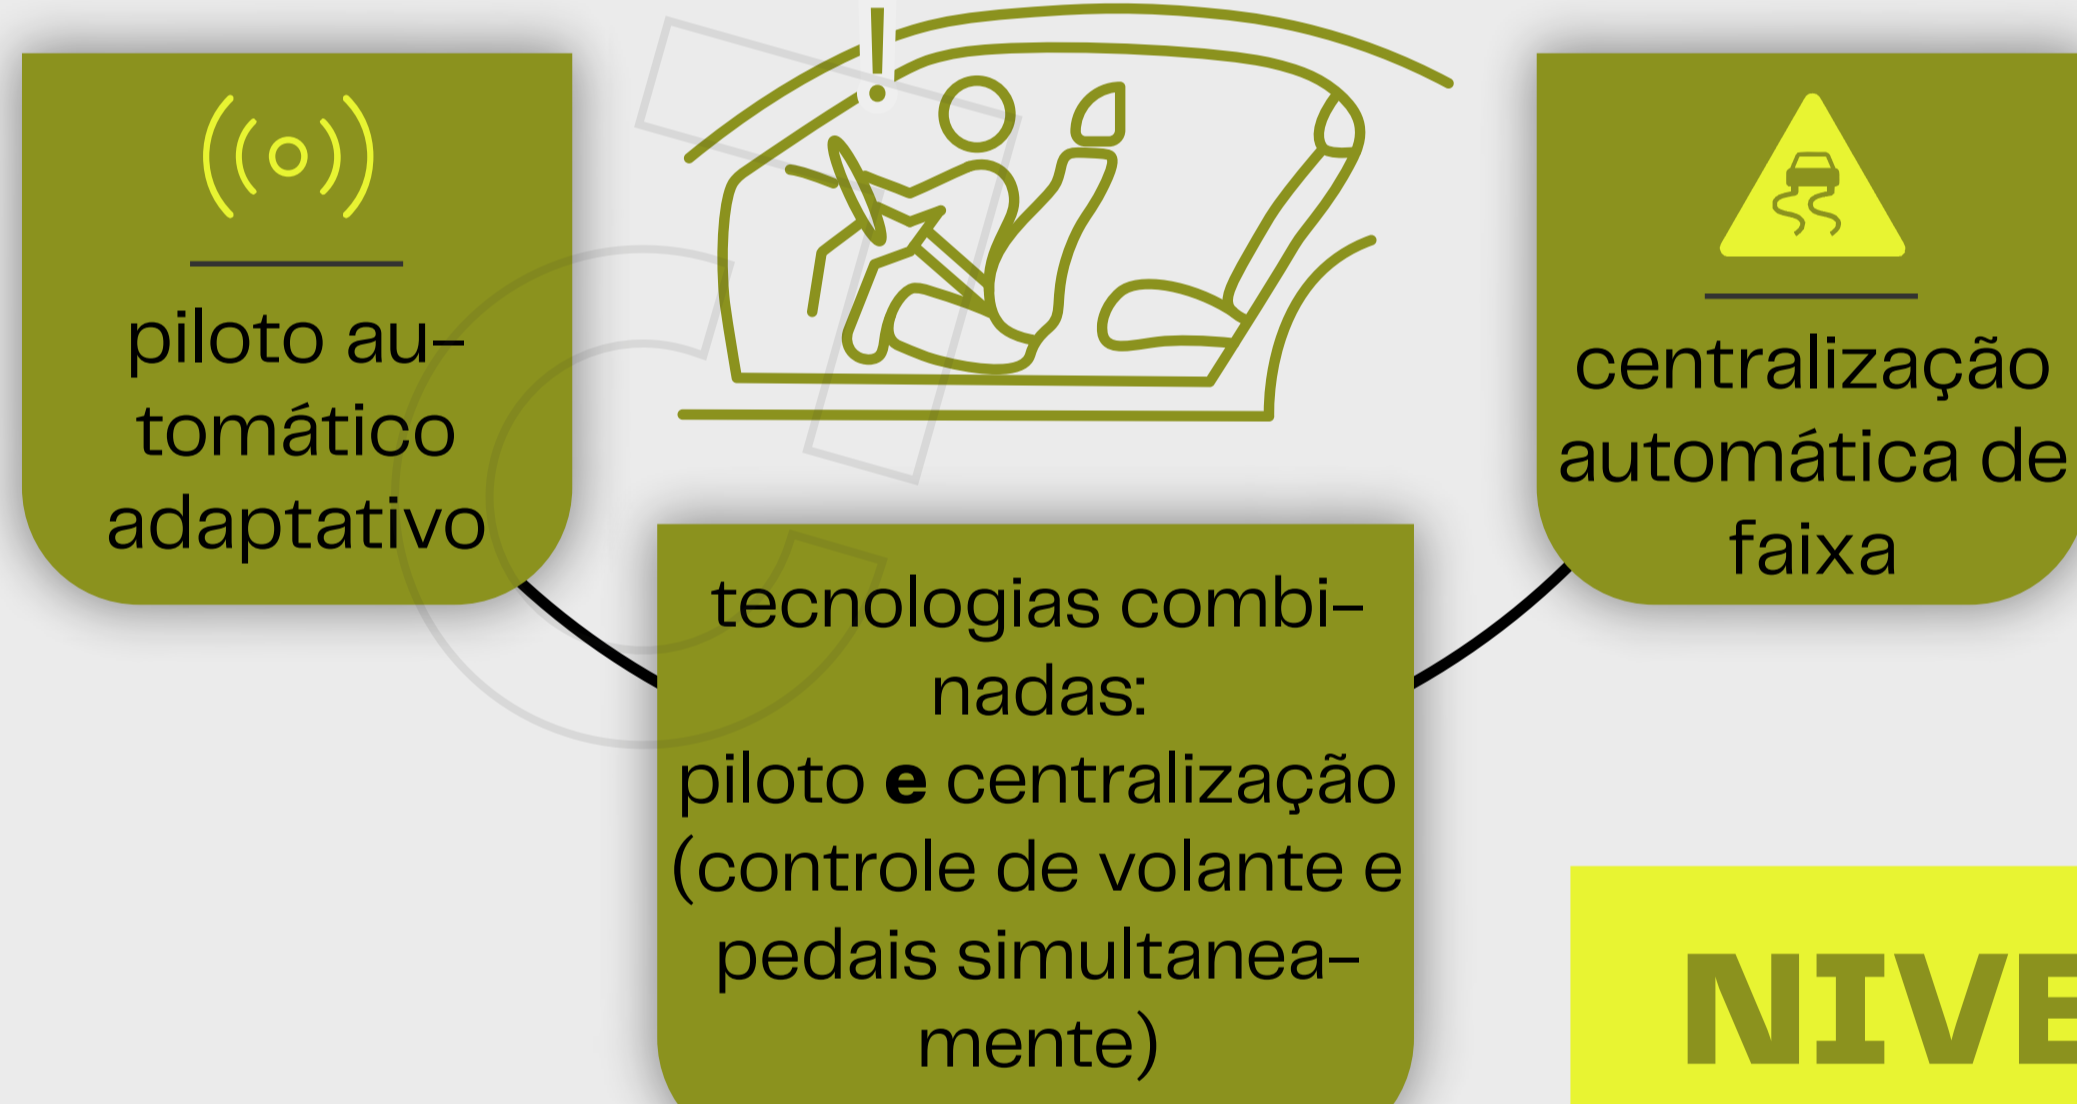 piloto au-
tomático
adaptativo
centralização
automática de
faixa
tecnologias combi-
nadas:
piloto e centralização
(controle de volante e
pedais simultanea-
mente)
NIVE